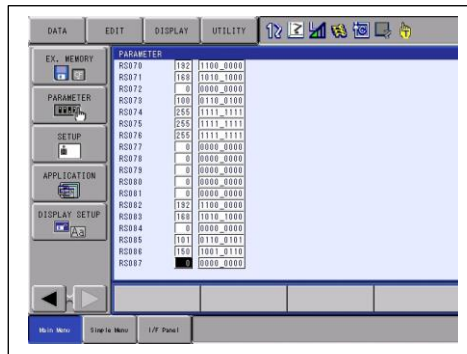 DATA EDIT DISPLAY UTILITY
EX. MEMORY
PARAMETER
SETUP
APPLICATION
DISPLAY SETUP
PARAMETER
RS070 192 1100_0000
RS071 168 1010_1000
RS072 0 0000_0000
RS073 100 0110_0100
RS074 255 1111_1111
RS075 255 1111_1111
RS076 255 1111_1111
RS077 0 0000_0000
RS078 0 0000_0000
RS079 0 0000_0000
RS080 0 0000_0000
RS081 0 0000_0000
RS082 192 1100_0000
RS083 168 1010_1000
RS084 0 0000_0000
RS085 101 0110_0101
RS086 150 1001_0110
RS087 0 0000_0000
Main Menu Simple Menu I/F Panel